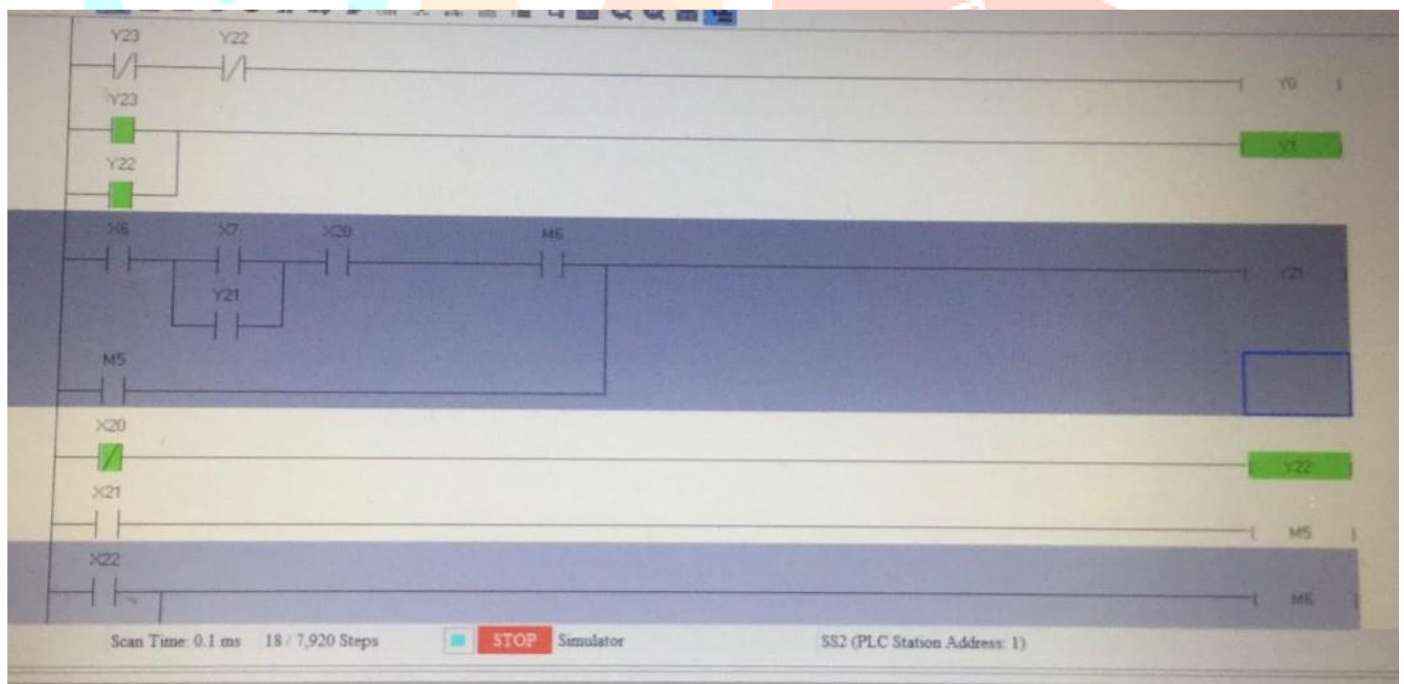 Y23 Y22
Y0
Y23
Y1
Y22
X6 X7 X20 M6
Y21
Y21
M5
X20
Y22
X21
M5
X22
M6
Scan Time: 0.1 ms 18 / 7,920 Steps STOP Simulator SS2 (PLC Station Address: 1)